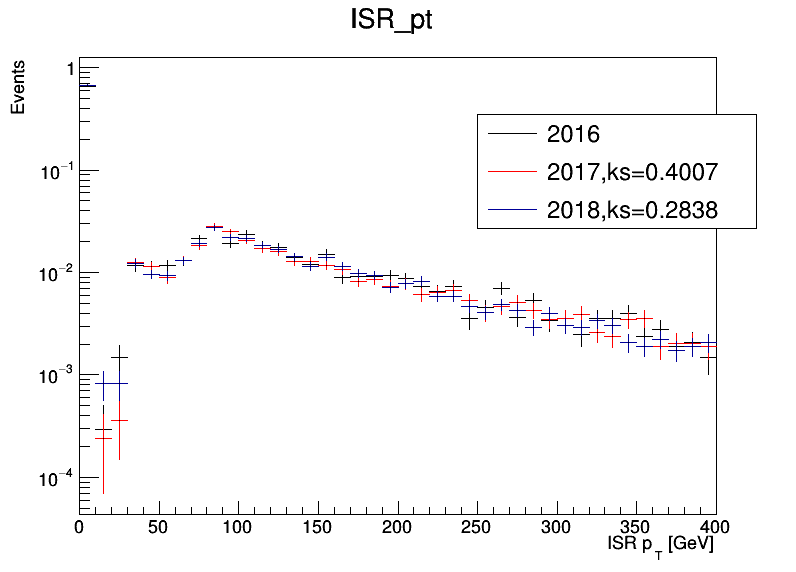 ISR_pt
Events
1
10⁻¹
10⁻²
10⁻³
10⁻⁴
2016
2017,ks=0.4007
2018,ks=0.2838
0 50 100 150 200 250 300 350 400
ISR p_T [GeV]